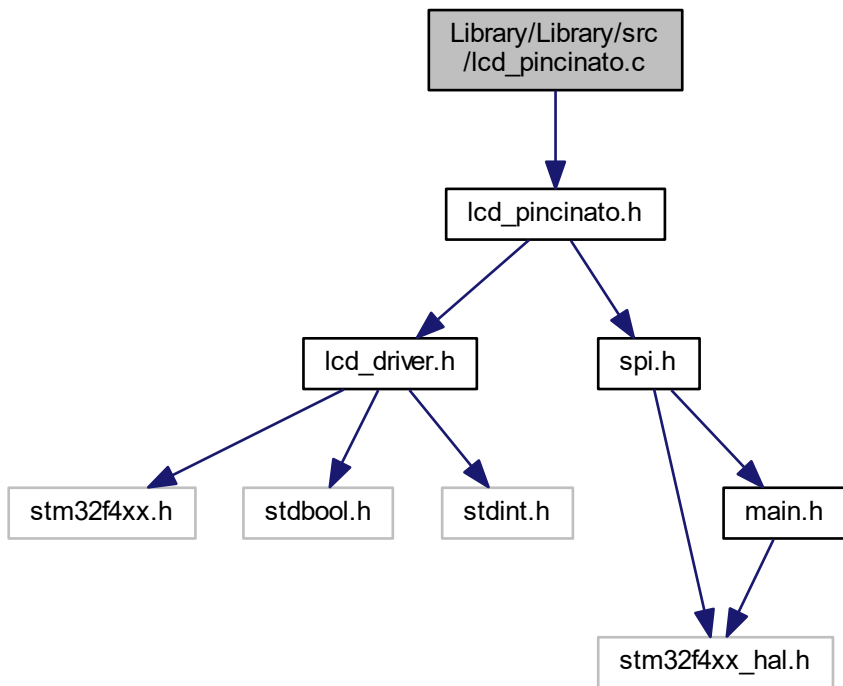 Library/Library/src
/lcd_pincinato.c
lcd_pincinato.h
lcd_driver.h
spi.h
stm32f4xx.h
stdbool.h
stdint.h
main.h
stm32f4xx_hal.h